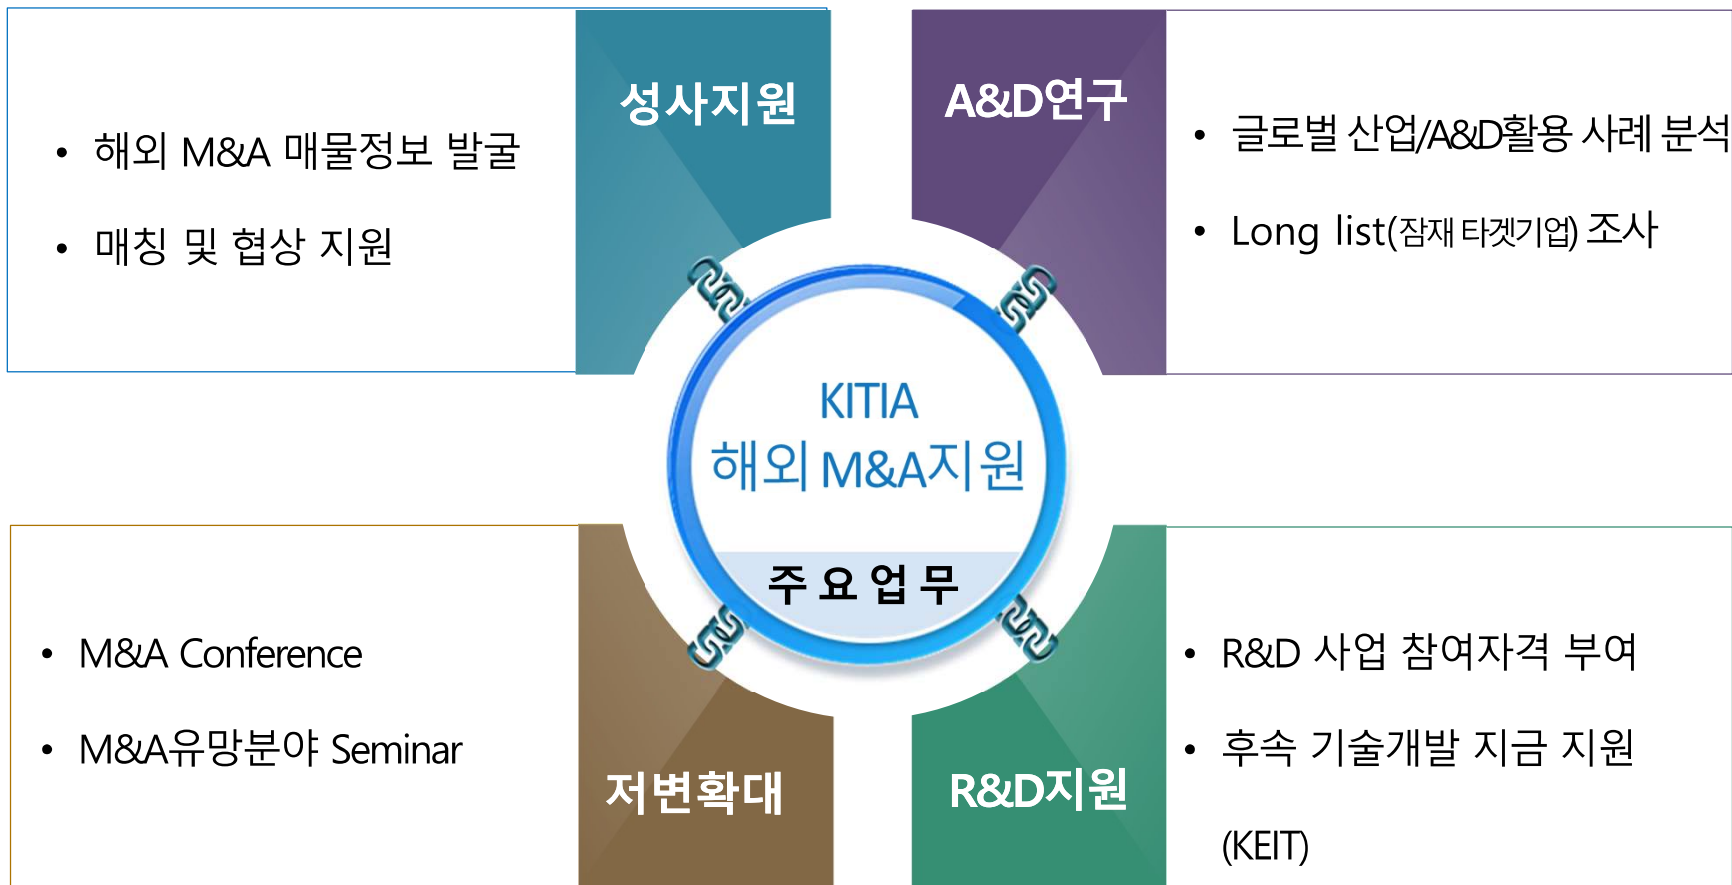 성사지원
• 해외 M&A 매물정보 발굴
• 매칭 및 협상 지원
A&D연구
• 글로벌 산업/A&D활용 사례 분석
• Long list(잠재 타겟기업) 조사
KITIA
해외 M&A지원
주요업무
저변확대
• M&A Conference
• M&A유망분야 Seminar
R&D지원
• R&D 사업 참여자격 부여
• 후속 기술개발 지금 지원
(KEIT)